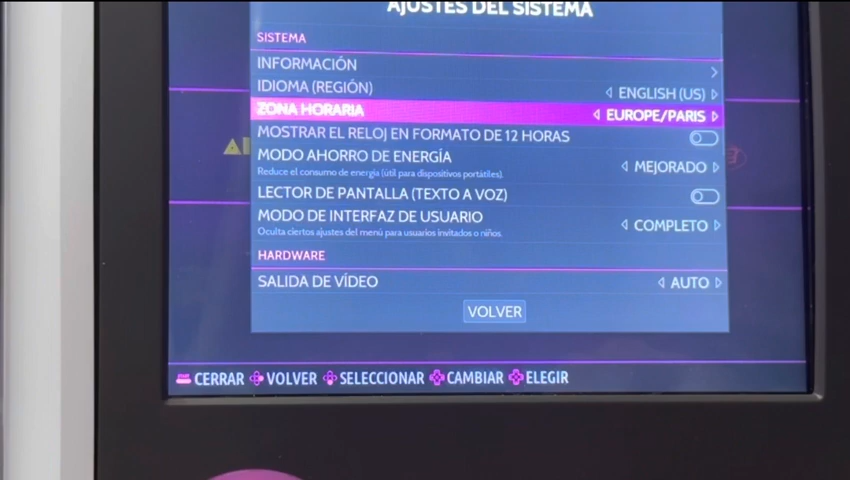 AJUSTES DEL SISTEMA
SISTEMA
INFORMACIÓN
IDIOMA (REGIÓN) ENGLISH (US)
ZONA HORARIA EUROPE/PARIS
MOSTRAR EL RELOJ EN FORMATO DE 12 HORAS
MODO AHORRO DE ENERGÍA MEJORADO
Reduce el consumo de energía (útil para dispositivos portátiles).
LECTOR DE PANTALLA (TEXTO A VOZ)
MODO DE INTERFAZ DE USUARIO COMPLETO
Oculta ciertos ajustes del menú para usuarios invitados o niños.
HARDWARE
SALIDA DE VÍDEO AUTO
VOLVER
CERRAR VOLVER SELECCIONAR CAMBIAR ELEGIR